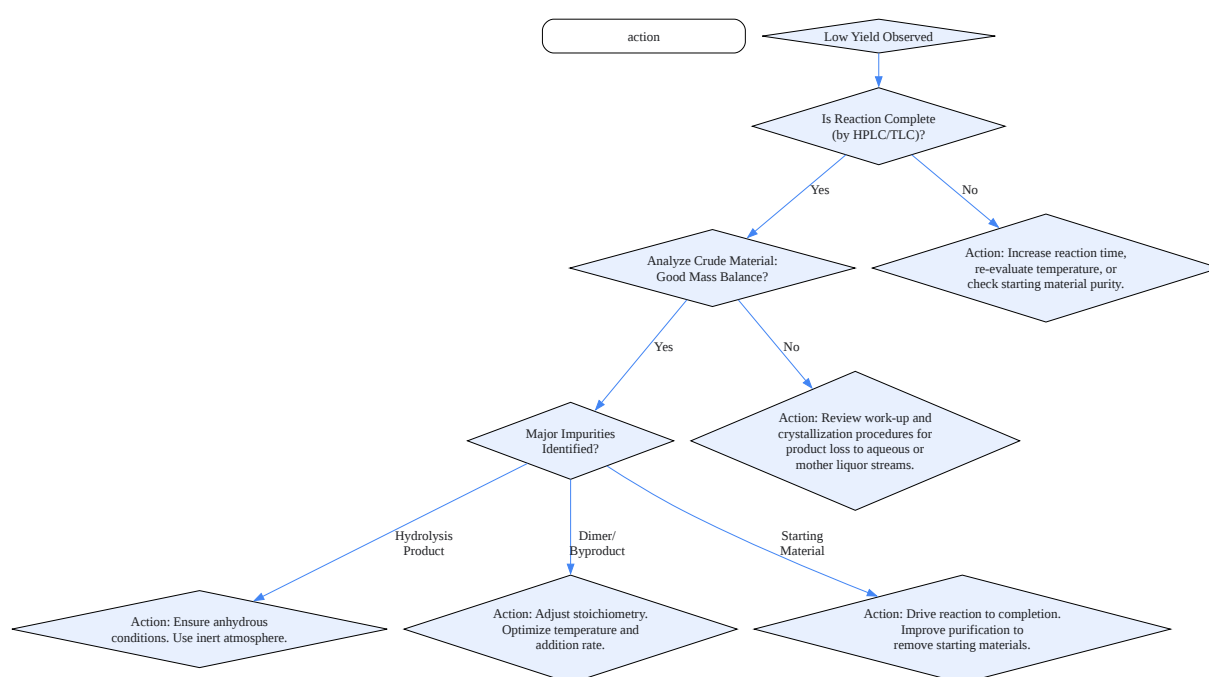 action
Low Yield Observed
Is Reaction Complete
(by HPLC/TLC)?
Yes
No
Analyze Crude Material:
Good Mass Balance?
Action: Increase reaction time,
re-evaluate temperature, or
check starting material purity.
Yes
No
Major Impurities
Identified?
Action: Review work-up and
crystallization procedures for
product loss to aqueous or
mother liquor streams.
Hydrolysis
Product
Dimer/
Byproduct
Starting
Material
Action: Ensure anhydrous
conditions. Use inert atmosphere.
Action: Adjust stoichiometry.
Optimize temperature and
addition rate.
Action: Drive reaction to completion.
Improve purification to
remove starting materials.